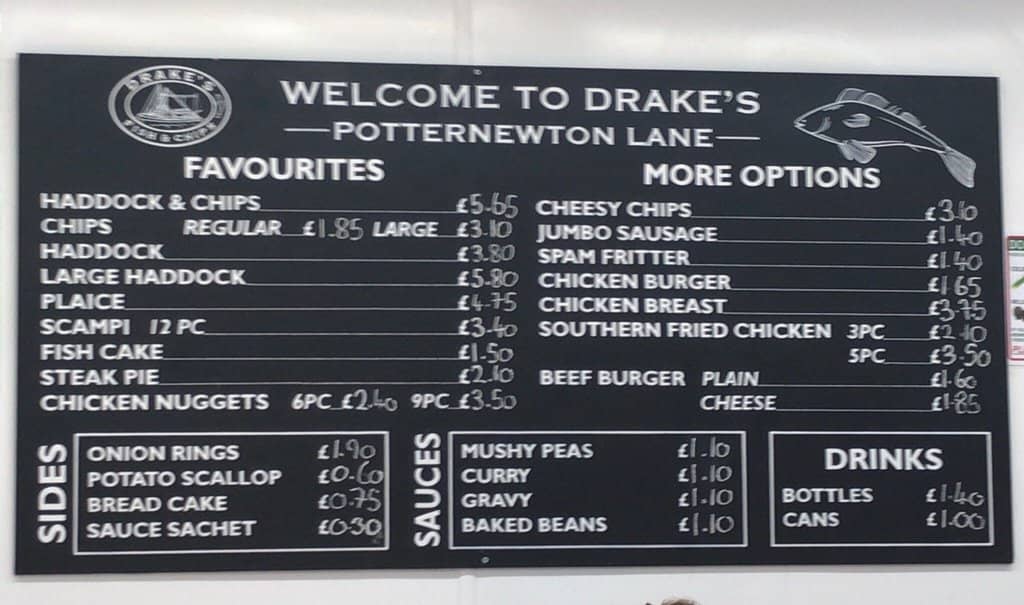 DRAKE'S
FISH & CHIPS
WELCOME TO DRAKE'S
POTTERNEWTON LANE
FAVOURITES
HADDOCK & CHIPS £5.65
CHIPS REGULAR £1.85 LARGE £3.10
HADDOCK £3.80
LARGE HADDOCK £5.80
PLAICE £4.75
SCAMPI 12 PC £3.40
FISH CAKE £1.50
STEAK PIE £2.10
CHICKEN NUGGETS 6PC £2.40 9PC £3.50
MORE OPTIONS
CHEESY CHIPS £3.10
JUMBO SAUSAGE £1.40
SPAM FRITTER £1.40
CHICKEN BURGER £1.65
CHICKEN BREAST £3.75
SOUTHERN FRIED CHICKEN 3PC £2.10
5PC £3.50
BEEF BURGER PLAIN £1.60
CHEESE £1.85
SIDES
ONION RINGS £1.90
POTATO SCALLOP £0.60
BREAD CAKE £0.75
SAUCE SACHET £0.30
SAUCES
MUSHY PEAS £1.10
CURRY £1.10
GRAVY £1.10
BAKED BEANS £1.10
DRINKS
BOTTLES £1.40
CANS £1.00